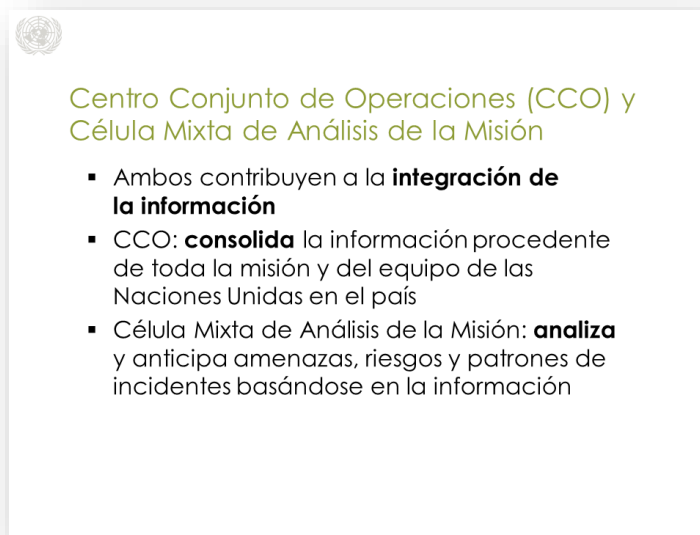 Centro Conjunto de Operaciones (CCO) y
Célula Mixta de Análisis de la Misión
▪ Ambos contribuyen a la integración de
la información
▪ CCO: consolida la información procedente
de toda la misión y del equipo de las
Naciones Unidas en el país
▪ Célula Mixta de Análisis de la Misión: analiza
y anticipa amenazas, riesgos y patrones de
incidentes basándose en la información